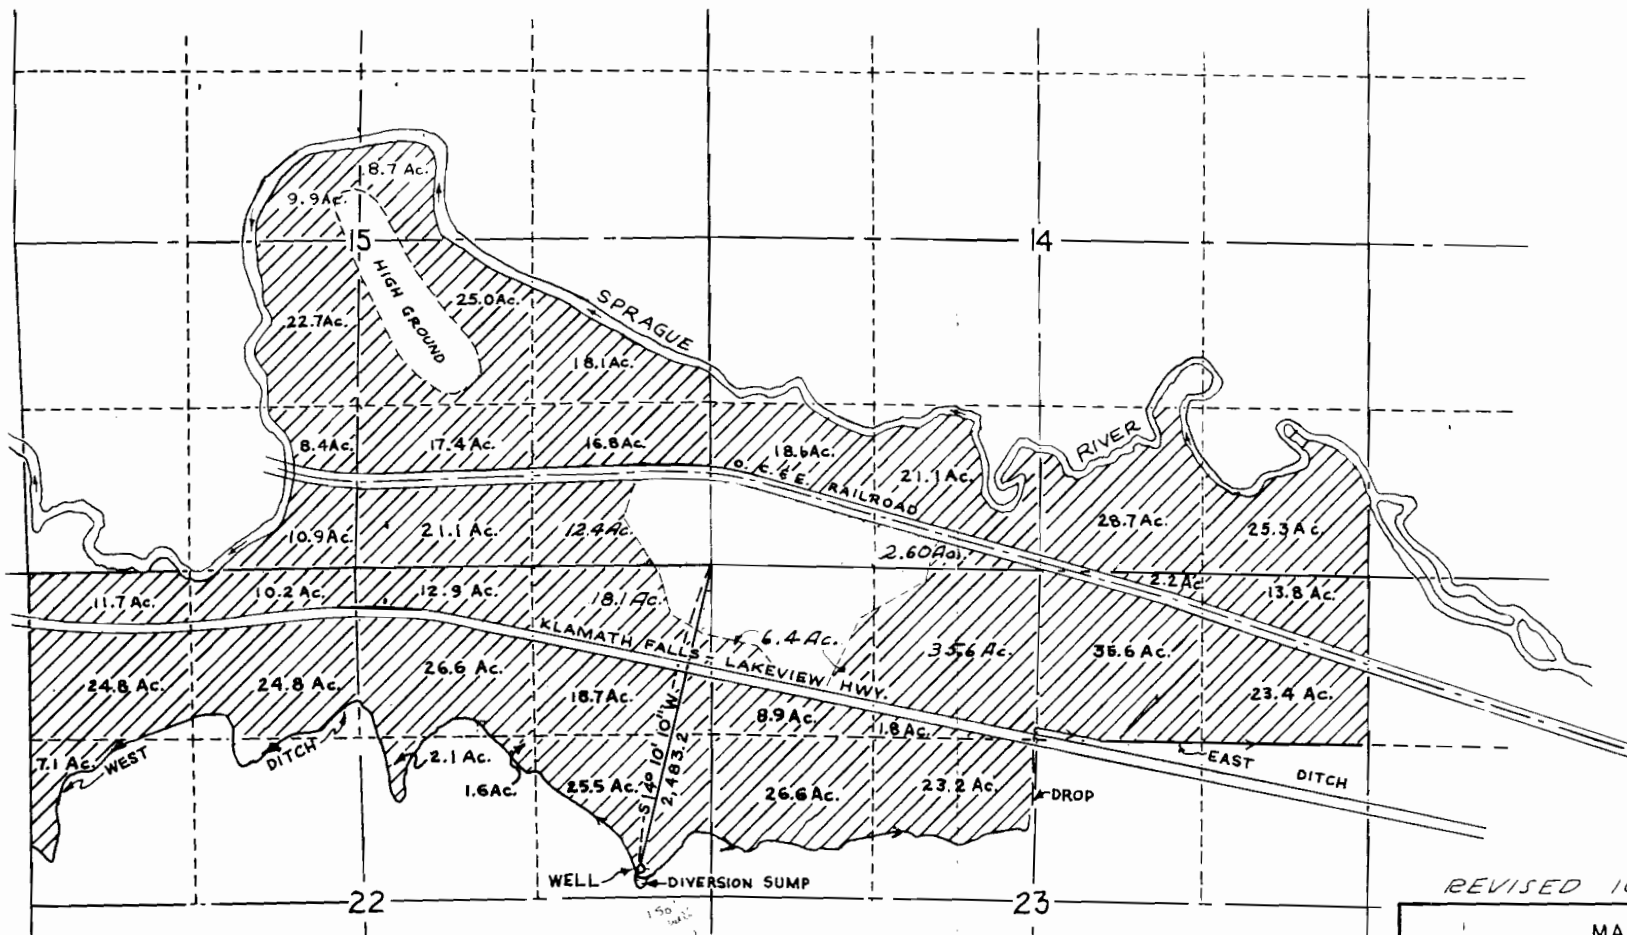 8.7 Ac.
9.9 Ac.
15
14
HIGH GROUND
25.0 Ac.
SPRAGUE
22.7 Ac.
18.1 Ac.
RIVER
8.4 Ac.
17.4 Ac.
16.8 Ac.
18.6 Ac.
O. C. & E. RAILROAD
21.1 Ac.
28.7 Ac.
25.3 Ac.
10.9 Ac.
21.1 Ac.
12.4 Ac.
2.60 Ac.
2.2 Ac
13.8 Ac.
11.7 Ac.
10.2 Ac.
12.9 Ac.
18.1 Ac.
KLAMATH FALLS - LAKEVIEW HWY.
6.4 Ac.
35.6 Ac.
35.6 Ac.
24.8 Ac.
24.8 Ac.
26.6 Ac.
18.7 Ac.
23.4 Ac.
8.9 Ac.
1.8 Ac.
S 14° 10' 10" W
2,483.2
7.1 Ac.
WEST DITCH
2.1 Ac.
1.6 Ac.
25.5 Ac.
26.6 Ac.
23.2 Ac.
EAST DITCH
DROP
WELL
DIVERSION SUMP
22
23
REVISED
MA